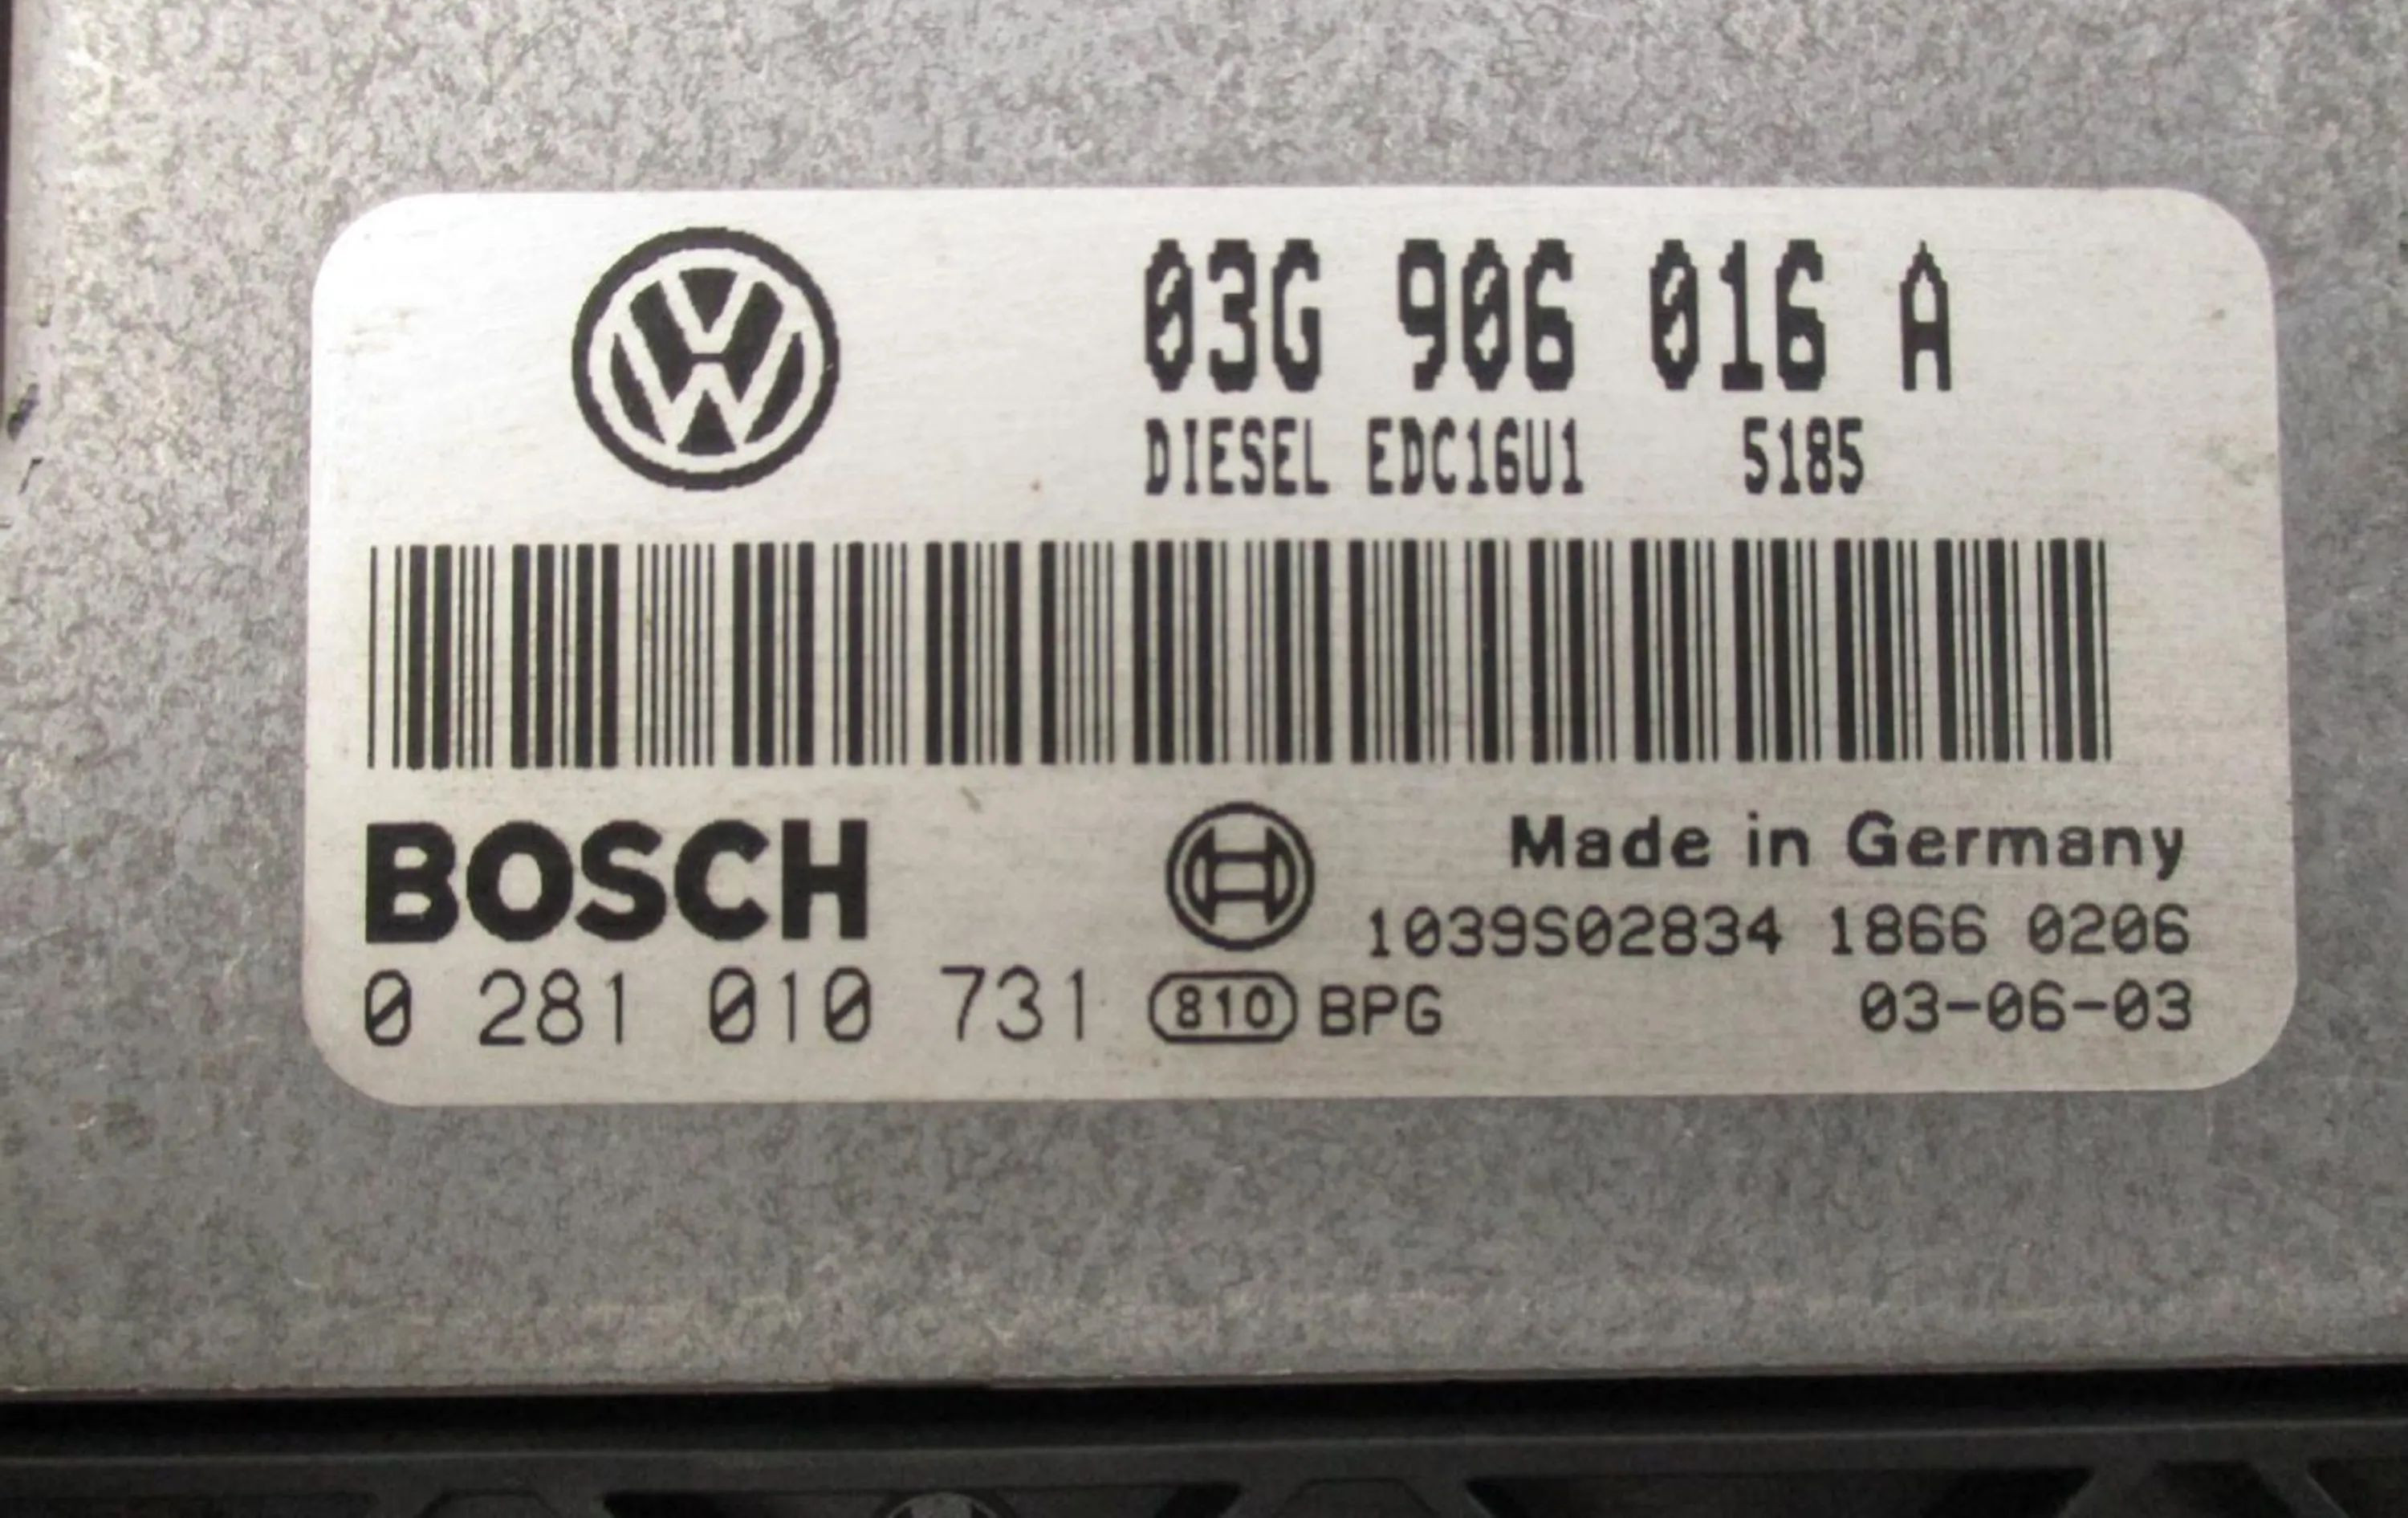 03G 906 016 A
DIESEL EDC16U1 5185
BOSCH
Made in Germany
1039S02834 1866 0206
0 281 010 731 810 BPG 03-06-03